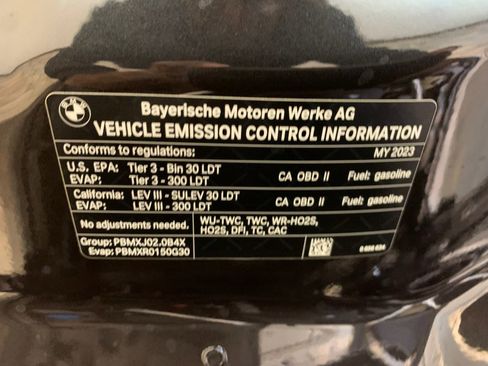 BMW
Bayerische Motoren Werke AG
VEHICLE EMISSION CONTROL INFORMATION
Conforms to regulations: MY 2023
U.S. EPA: Tier 3 - Bin 30 LDT CA OBD II Fuel: gasoline
EVAP: Tier 3 - 300 LDT
California: LEV III - SULEV 30 LDT CA OBD II Fuel: gasoline
EVAP: LEV III - 300 LDT
No adjustments needed. WU-TWC, TWC, WR-HO2S,
HO2S, DFI, TC, CAC
Group: PBMXJ02.0B4X
Evap: PBMXR0150G30